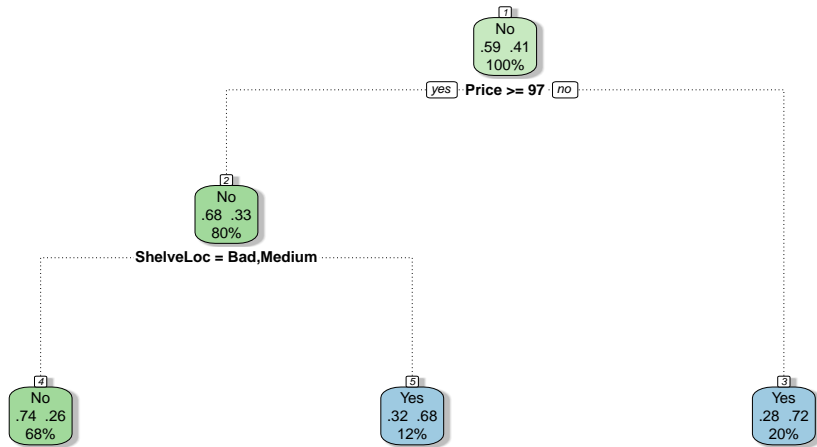 1
No
.59 .41
100%
yes Price >= 97 no
2
No
.68 .33
80%
ShelveLoc = Bad,Medium
4
No
.74 .26
68%
5
Yes
.32 .68
12%
3
Yes
.28 .72
20%